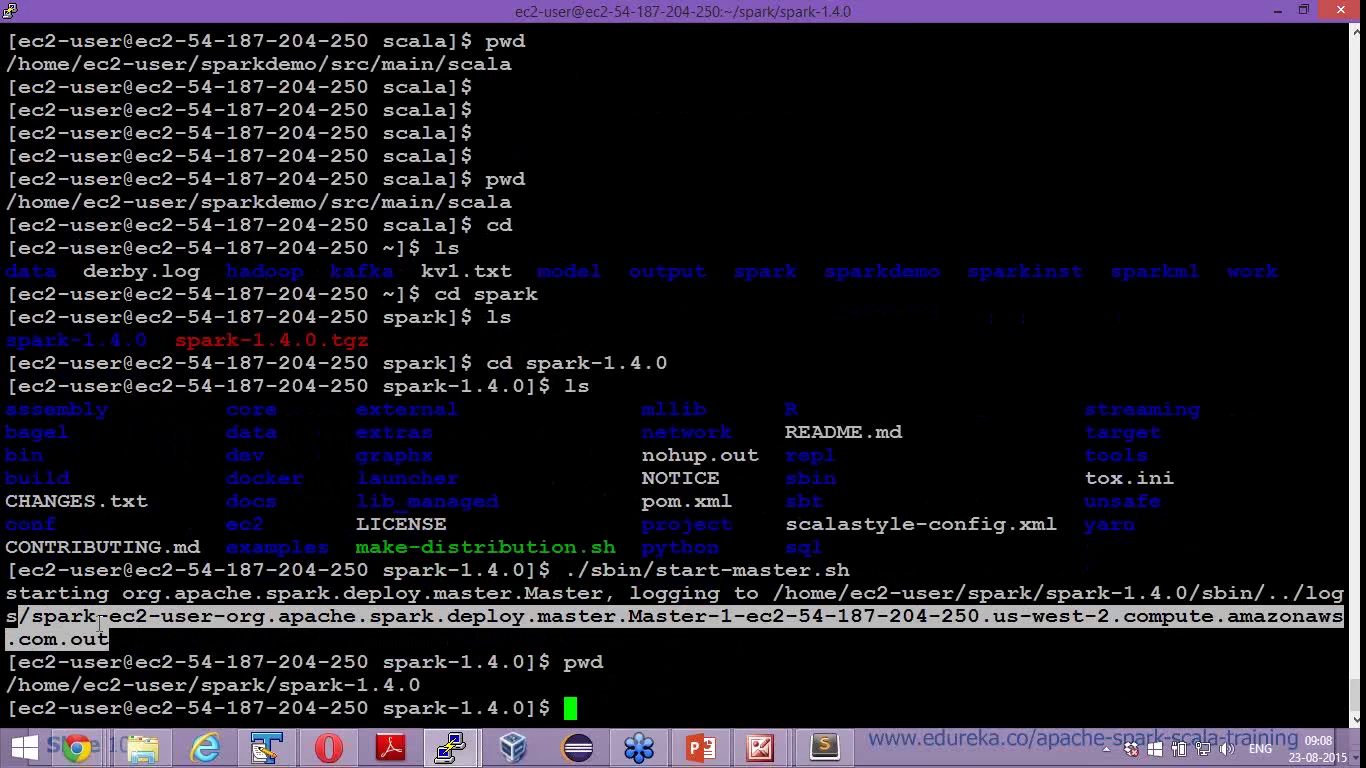 ec2-user@ec2-54-187-204-250:~/spark/spark-1.4.0
[ec2-user@ec2-54-187-204-250 scala]$ pwd
/home/ec2-user/sparkdemo/src/main/scala
[ec2-user@ec2-54-187-204-250 scala]$
[ec2-user@ec2-54-187-204-250 scala]$
[ec2-user@ec2-54-187-204-250 scala]$
[ec2-user@ec2-54-187-204-250 scala]$
[ec2-user@ec2-54-187-204-250 scala]$ pwd
/home/ec2-user/sparkdemo/src/main/scala
[ec2-user@ec2-54-187-204-250 scala]$ cd
[ec2-user@ec2-54-187-204-250 ~]$ ls
data derby.log hadoop kafka kv1.txt model output spark sparkdemo sparkinst sparkml work
[ec2-user@ec2-54-187-204-250 ~]$ cd spark
[ec2-user@ec2-54-187-204-250 spark]$ ls
spark-1.4.0 spark-1.4.0.tgz
[ec2-user@ec2-54-187-204-250 spark]$ cd spark-1.4.0
[ec2-user@ec2-54-187-204-250 spark-1.4.0]$ ls
assembly core external mllib R streaming
bagel data extras network README.md target
bin dev graphx nohup.out repl tools
build docker launcher NOTICE sbin tox.ini
CHANGES.txt docs lib_managed pom.xml sbt unsafe
conf ec2 LICENSE project scalastyle-config.xml yarn
CONTRIBUTING.md examples make-distribution.sh python sql
[ec2-user@ec2-54-187-204-250 spark-1.4.0]$ ./sbin/start-master.sh
starting org.apache.spark.deploy.master.Master, logging to /home/ec2-user/spark/spark-1.4.0/sbin/../log
s/spark-ec2-user-org.apache.spark.deploy.master.Master-1-ec2-54-187-204-250.us-west-2.compute.amazonaws
.com.out
[ec2-user@ec2-54-187-204-250 spark-1.4.0]$ pwd
/home/ec2-user/spark/spark-1.4.0
[ec2-user@ec2-54-187-204-250 spark-1.4.0]$
www.edureka.co/apache-spark-scala-training
ENG
09:08
23-08-2015